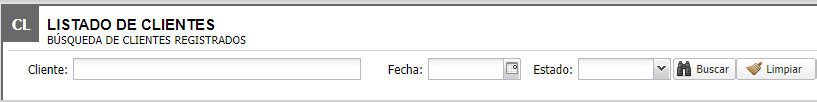 CL
LISTADO DE CLIENTES
BÚSQUEDA DE CLIENTES REGISTRADOS
Cliente: Fecha: Estado: Buscar Limpiar